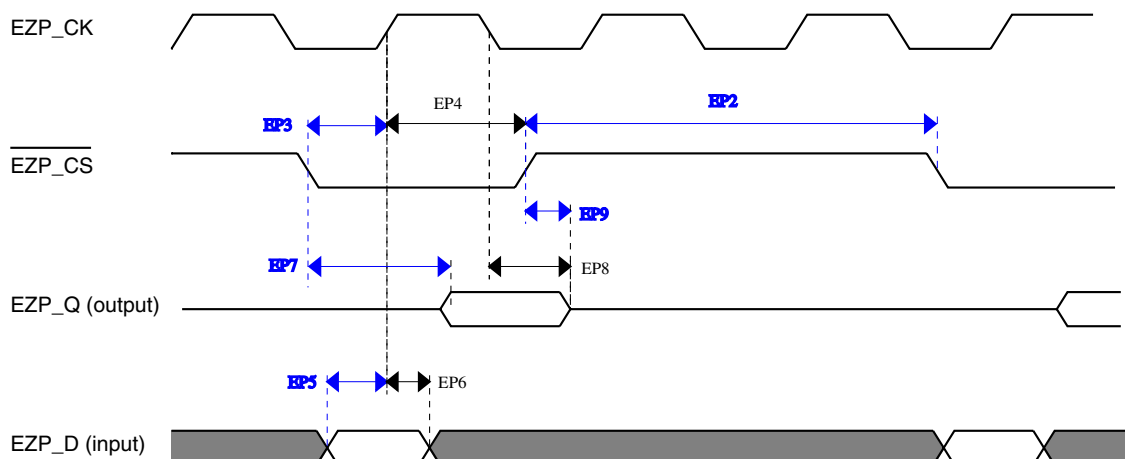 EZP_CK
EP4
EP2
EP3
EZP_CS
EP9
EP7
EP8
EZP_Q (output)
EP5
EP6
EZP_D (input)